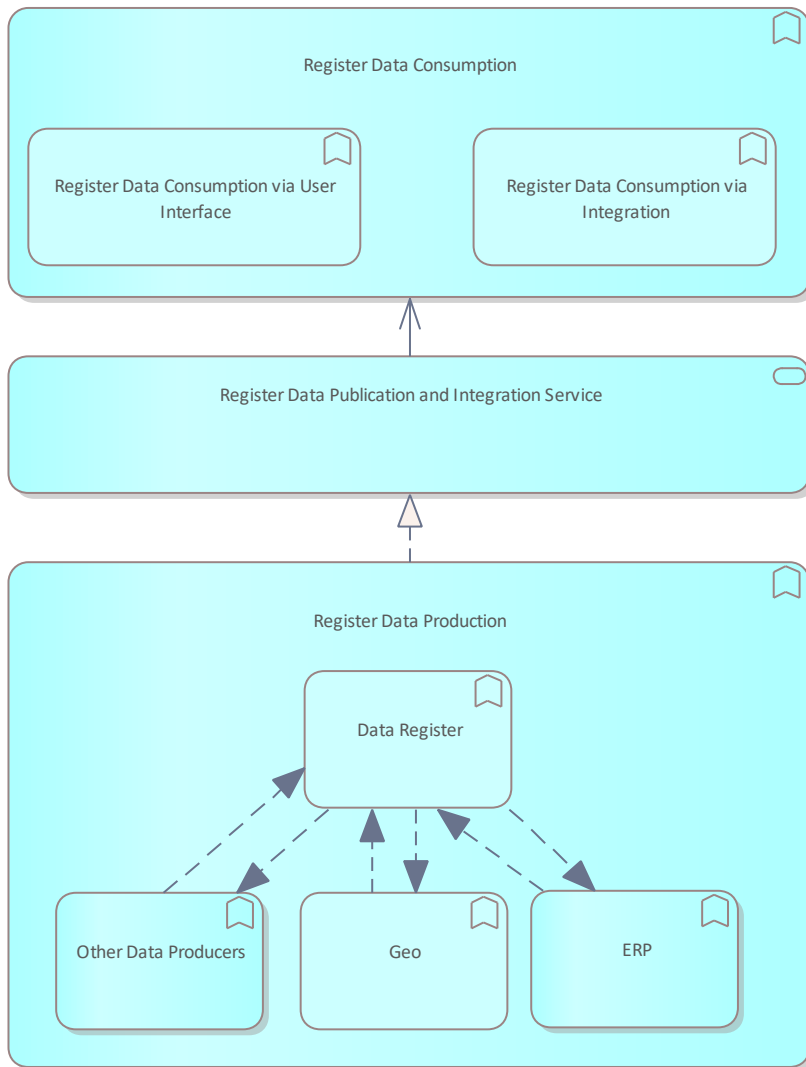 Register Data Consumption
Register Data Consumption via User
Interface
Register Data Consumption via
Integration
Register Data Publication and Integration Service
Register Data Production
Data Register
Other Data Producers
Geo
ERP